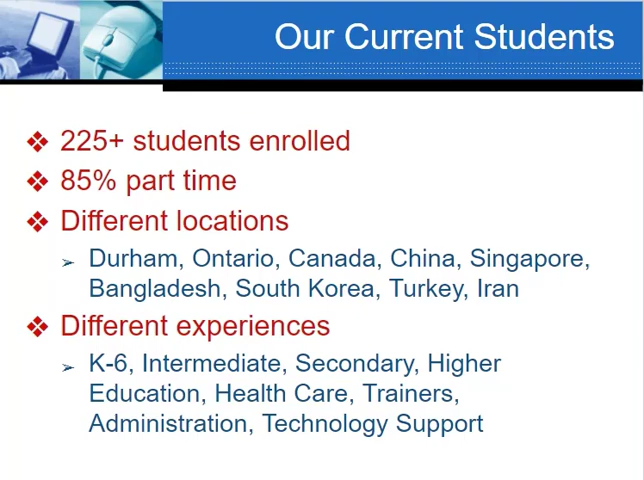 Our Current Students
225+ students enrolled
85% part time
Different locations
Durham, Ontario, Canada, China, Singapore,
Bangladesh, South Korea, Turkey, Iran
Different experiences
K-6, Intermediate, Secondary, Higher
Education, Health Care, Trainers,
Administration, Technology Support